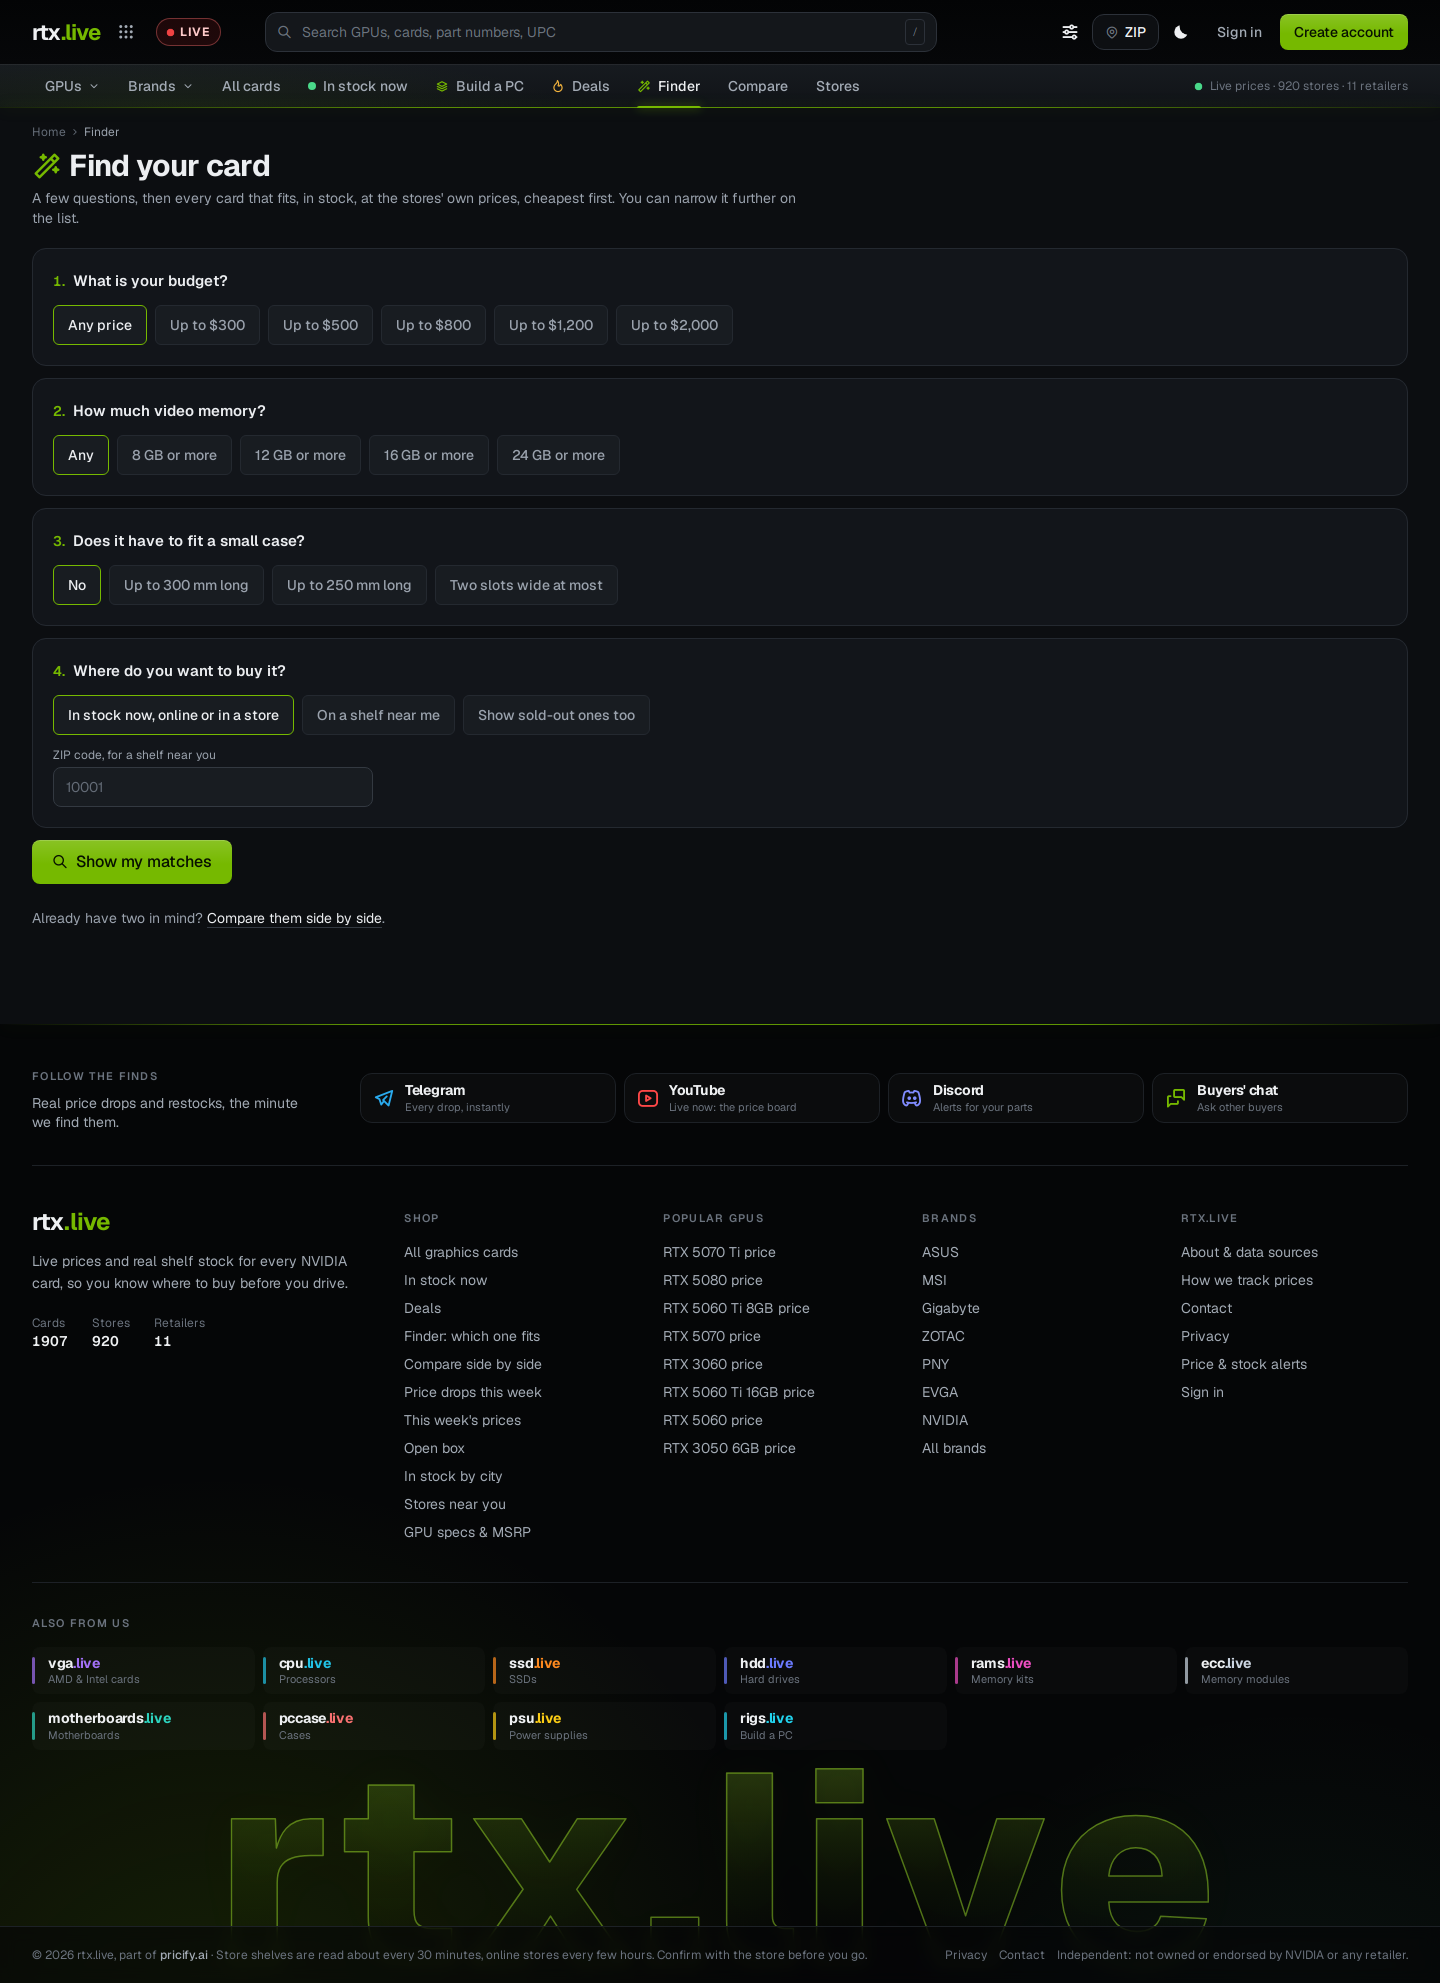 rtx.live
LIVE
Search GPUs, cards, part numbers, UPC
/
ZIP
Sign in
Create account
GPUs
Brands
All cards
In stock now
Build a PC
Deals
Finder
Compare
Stores
Live prices · 920 stores · 11 retailers
Home › Finder
Find your card
A few questions, then every card that fits, in stock, at the stores' own prices, cheapest first. You can narrow it further on
the list.
1. What is your budget?
Any price
Up to $300
Up to $500
Up to $800
Up to $1,200
Up to $2,000
2. How much video memory?
Any
8 GB or more
12 GB or more
16 GB or more
24 GB or more
3. Does it have to fit a small case?
No
Up to 300 mm long
Up to 250 mm long
Two slots wide at most
4. Where do you want to buy it?
In stock now, online or in a store
On a shelf near me
Show sold-out ones too
ZIP code, for a shelf near you
10001
Show my matches
Already have two in mind? Compare them side by side.
FOLLOW THE FINDS
Real price drops and restocks, the minute
we find them.
Telegram
Every drop, instantly
YouTube
Live now: the price board
Discord
Alerts for your parts
Buyers' chat
Ask other buyers
rtx.live
Live prices and real shelf stock for every NVIDIA
card, so you know where to buy before you drive.
Cards
1907
Stores
920
Retailers
11
SHOP
All graphics cards
In stock now
Deals
Finder: which one fits
Compare side by side
Price drops this week
This week's prices
Open box
In stock by city
Stores near you
GPU specs & MSRP
POPULAR GPUS
RTX 5070 Ti price
RTX 5080 price
RTX 5060 Ti 8GB price
RTX 5070 price
RTX 3060 price
RTX 5060 Ti 16GB price
RTX 5060 price
RTX 3050 6GB price
BRANDS
ASUS
MSI
Gigabyte
ZOTAC
PNY
EVGA
NVIDIA
All brands
RTX.LIVE
About & data sources
How we track prices
Contact
Privacy
Price & stock alerts
Sign in
ALSO FROM US
vga.live
AMD & Intel cards
cpu.live
Processors
ssd.live
SSDs
hdd.live
Hard drives
rams.live
Memory kits
ecc.live
Memory modules
motherboards.live
Motherboards
pccase.live
Cases
psu.live
Power supplies
rigs.live
Build a PC
rtx.live
© 2026 rtx.live, part of pricify.ai · Store shelves are read about every 30 minutes, online stores every few hours. Confirm with the store before you go.
Privacy
Contact
Independent: not owned or endorsed by NVIDIA or any retailer.